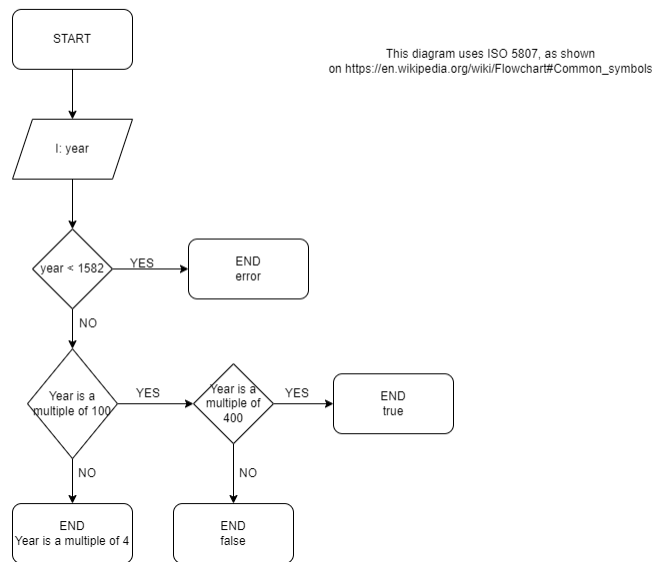 START
This diagram uses ISO 5807, as shown
on https://en.wikipedia.org/wiki/Flowchart#Common_symbols
I: year
year < 1582
YES
END
error
NO
Year is a
multiple of 100
YES
Year is a
multiple of
400
YES
END
true
NO
NO
END
Year is a multiple of 4
END
false